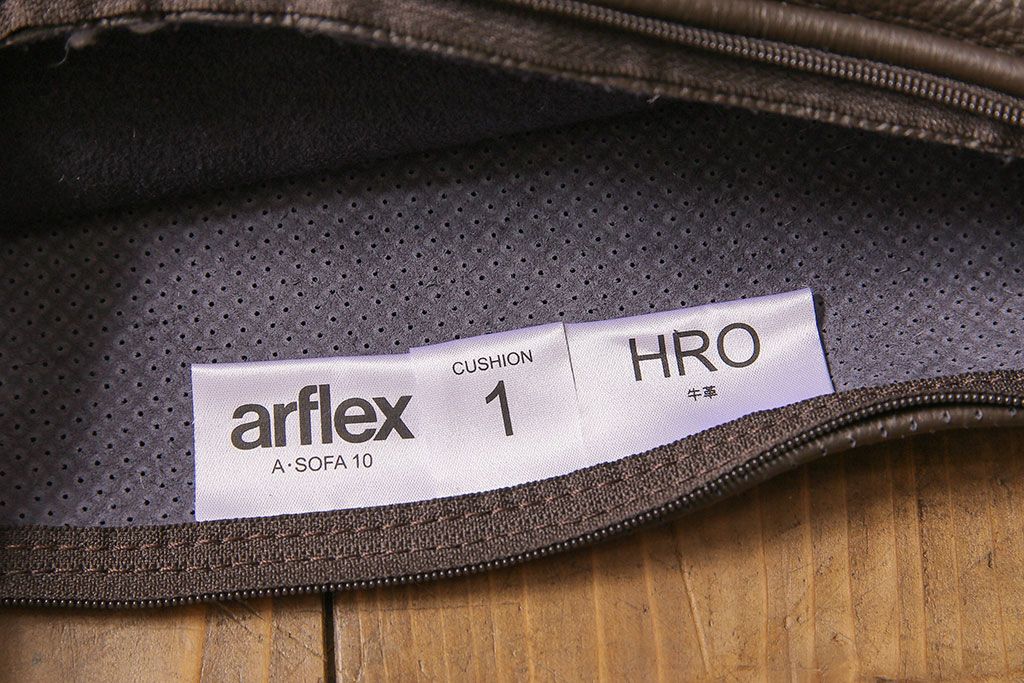 arflex
A・SOFA 10
CUSHION
1
HRO
牛革